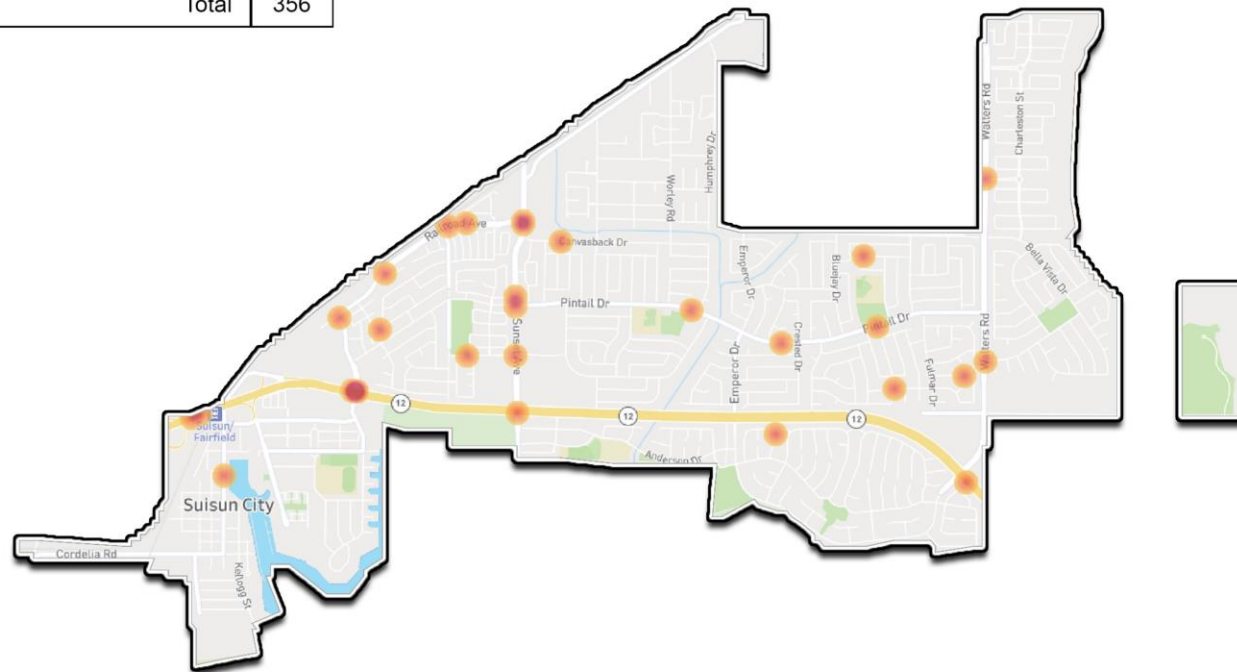 Total 356
Walters Rd
Charleston St
Humphrey Dr
Worley Rd
Railroad Ave
Canvasback Dr
Emperor Dr
Bluejay Dr
Bella Vista Dr
Pintail Dr
Pintail Dr
Sunset Ave
Crested Dr
Walters Rd
Emperor Dr
Fulmar Dr
12
12
12
Suisun/
Fairfield
Anderson Dr
Suisun City
Cordelia Rd
Kellogg St